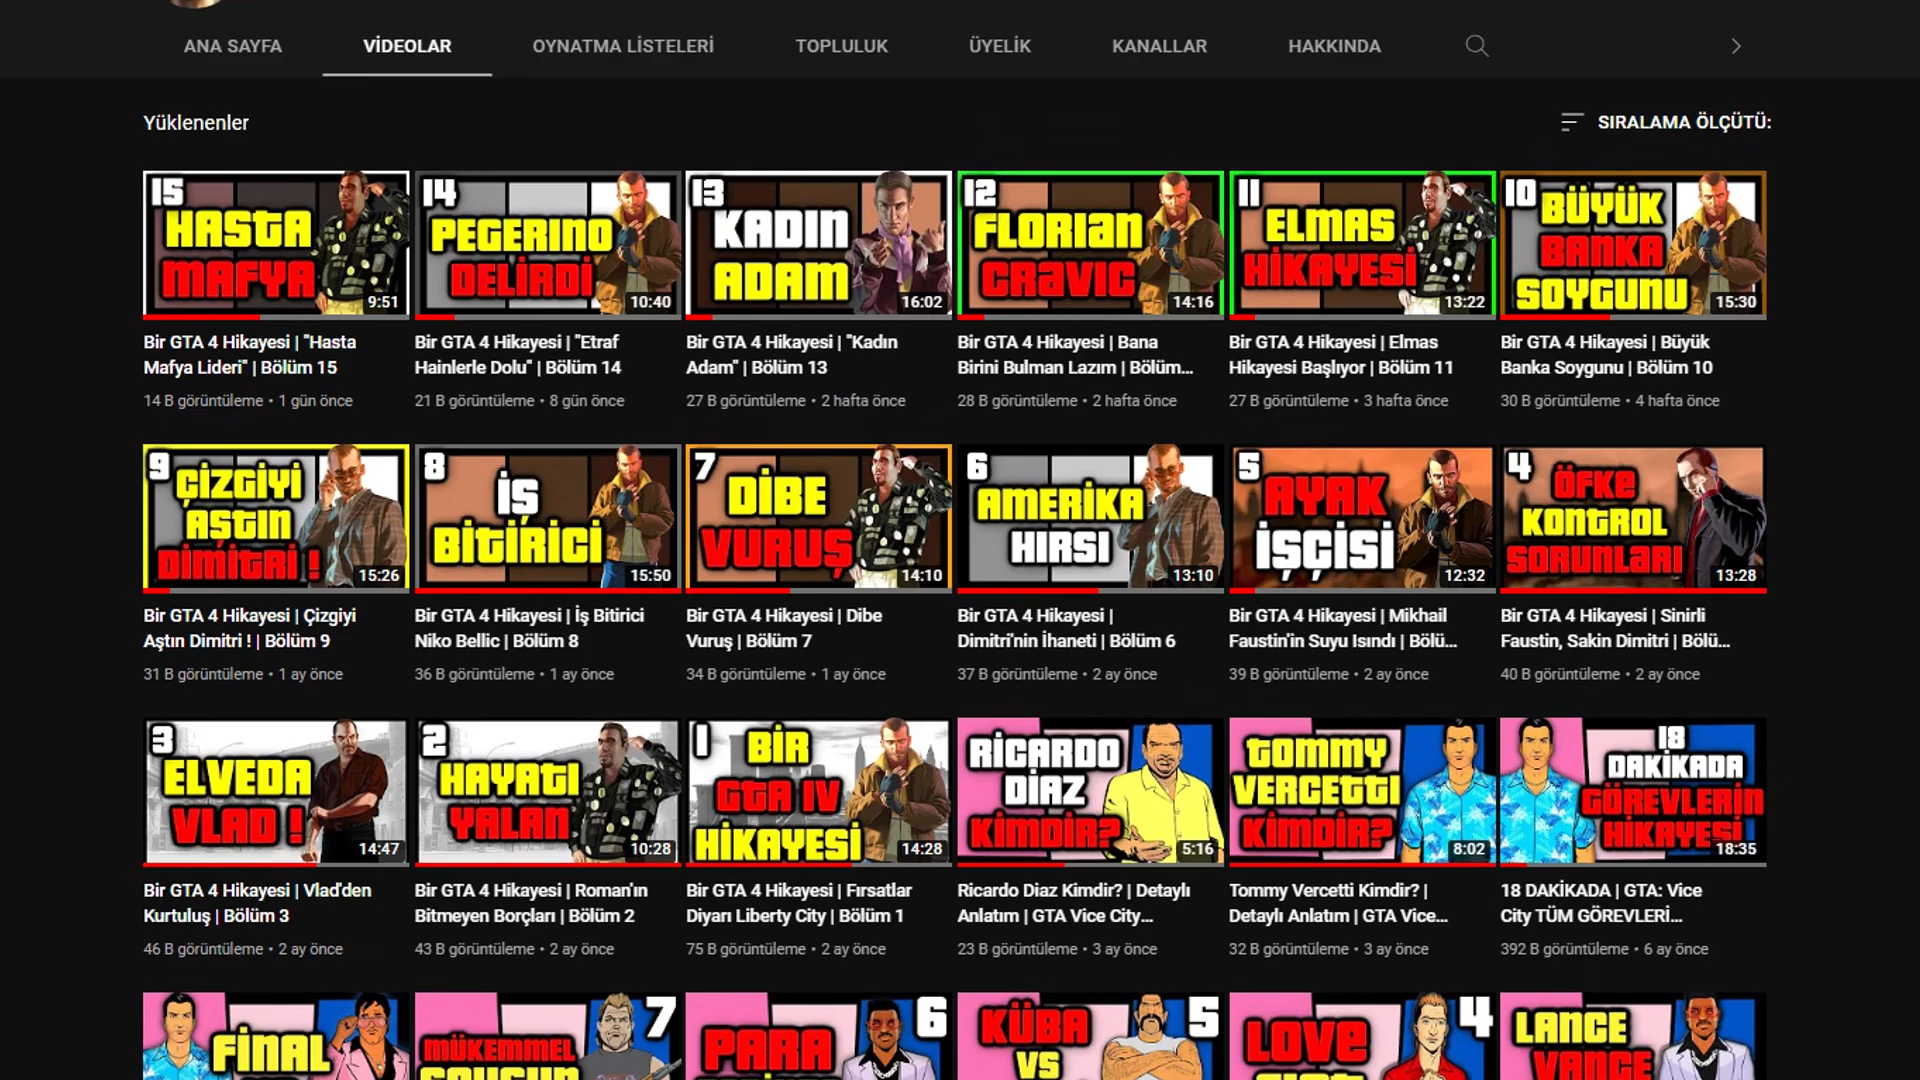 ANA SAYFA VİDEOLAR OYNATMA LİSTELERİ TOPLULUK ÜYELİK KANALLAR HAKKINDA
Yüklenenler
SIRALAMA ÖLÇÜTÜ:
15
HASTA
MAFYA
9:51
14
PEGERINO
DELİRDİ
10:40
13
KADIN
ADAM
16:02
12
FLORIAN
CRAVIC
14:16
11
ELMAS
HİKAYESİ
13:22
10
BÜYÜK
BANKA
SOYGUNU
15:30
Bir GTA 4 Hikayesi | "Hasta
Mafya Lideri" | Bölüm 15
14 B görüntüleme • 1 gün önce
Bir GTA 4 Hikayesi | "Etraf
Hainlerle Dolu" | Bölüm 14
21 B görüntüleme • 8 gün önce
Bir GTA 4 Hikayesi | "Kadın
Adam" | Bölüm 13
27 B görüntüleme • 2 hafta önce
Bir GTA 4 Hikayesi | Bana
Birini Bulman Lazım | Bölüm...
28 B görüntüleme • 2 hafta önce
Bir GTA 4 Hikayesi | Elmas
Hikayesi Başlıyor | Bölüm 11
27 B görüntüleme • 3 hafta önce
Bir GTA 4 Hikayesi | Büyük
Banka Soygunu | Bölüm 10
30 B görüntüleme • 4 hafta önce
9
ÇİZGİYİ
AŞTIN
DİMİTRİ !
15:26
8
İŞ
BİTİRİCİ
15:50
7
DİBE
VURUŞ
14:10
6
AMERİKA
HIRSI
13:10
5
AYAK
İŞÇİSİ
12:32
4
ÖFKE
KONTROL
SORUNLARI
13:28
Bir GTA 4 Hikayesi | Çizgiyi
Aştın Dimitri ! | Bölüm 9
31 B görüntüleme • 1 ay önce
Bir GTA 4 Hikayesi | İş Bitirici
Niko Bellic | Bölüm 8
36 B görüntüleme • 1 ay önce
Bir GTA 4 Hikayesi | Dibe
Vuruş | Bölüm 7
34 B görüntüleme • 1 ay önce
Bir GTA 4 Hikayesi |
Dimitri'nin İhaneti | Bölüm 6
37 B görüntüleme • 2 ay önce
Bir GTA 4 Hikayesi | Mikhail
Faustin'in Suyu Isındı | Bölü...
39 B görüntüleme • 2 ay önce
Bir GTA 4 Hikayesi | Sinirli
Faustin, Sakin Dimitri | Bölü...
40 B görüntüleme • 2 ay önce
3
ELVEDA
VLAD !
14:47
2
HAYATI
YALAN
10:28
1
BİR
GTA IV
HİKAYESİ
14:28
RİCARDO
DİAZ
KİMDİR?
5:16
TOMMY
VERCETTI
KİMDİR?
8:02
18
DAKİKADA
GÖREVLERİN
HİKAYESİ
18:35
Bir GTA 4 Hikayesi | Vlad'den
Kurtuluş | Bölüm 3
46 B görüntüleme • 2 ay önce
Bir GTA 4 Hikayesi | Roman'ın
Bitmeyen Borçları | Bölüm 2
43 B görüntüleme • 2 ay önce
Bir GTA 4 Hikayesi | Fırsatlar
Diyarı Liberty City | Bölüm 1
75 B görüntüleme • 2 ay önce
Ricardo Diaz Kimdir? | Detaylı
Anlatım | GTA Vice City...
23 B görüntüleme • 3 ay önce
Tommy Vercetti Kimdir? |
Detaylı Anlatım | GTA Vice...
32 B görüntüleme • 3 ay önce
18 DAKİKADA | GTA: Vice
City TÜM GÖREVLERİ...
392 B görüntüleme • 6 ay önce
FİNAL
7
MÜKEMMEL
SOYGUN
6
PARA
5
KÜBA
VS
4
LOVE
LANCE
VANCE